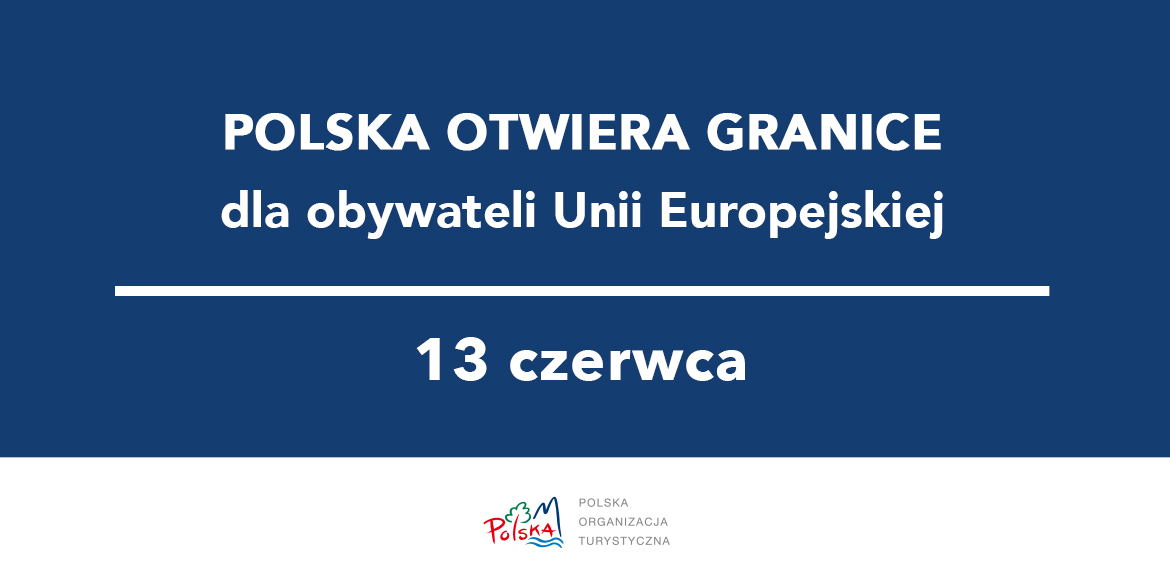 POLSKA OTWIERA GRANICE
dla obywateli Unii Europejskiej
13 czerwca
POLSKA
POLSKA
ORGANIZACJA
TURYSTYCZNA